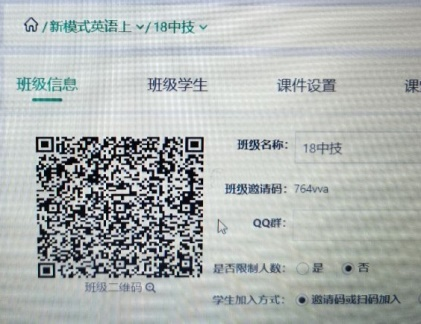 /新模式英语上 / 18中技
班级信息 班级学生 课件设置
班级名称： 18中技
班级邀请码： 764vva
QQ群：
班级二维码
是否限制人数： 是 否
学生加入方式： 邀请码或扫码加入